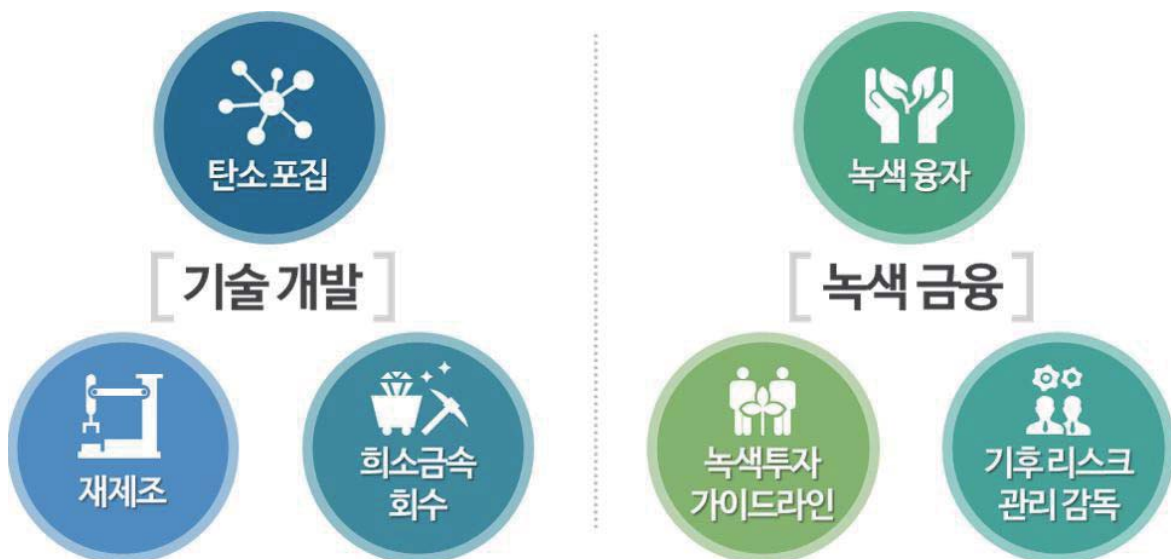 탄소 포집
[기술 개발]
재제조
희소금속
회수
녹색 융자
[녹색 금융]
녹색투자
가이드라인
기후 리스크
관리 감독